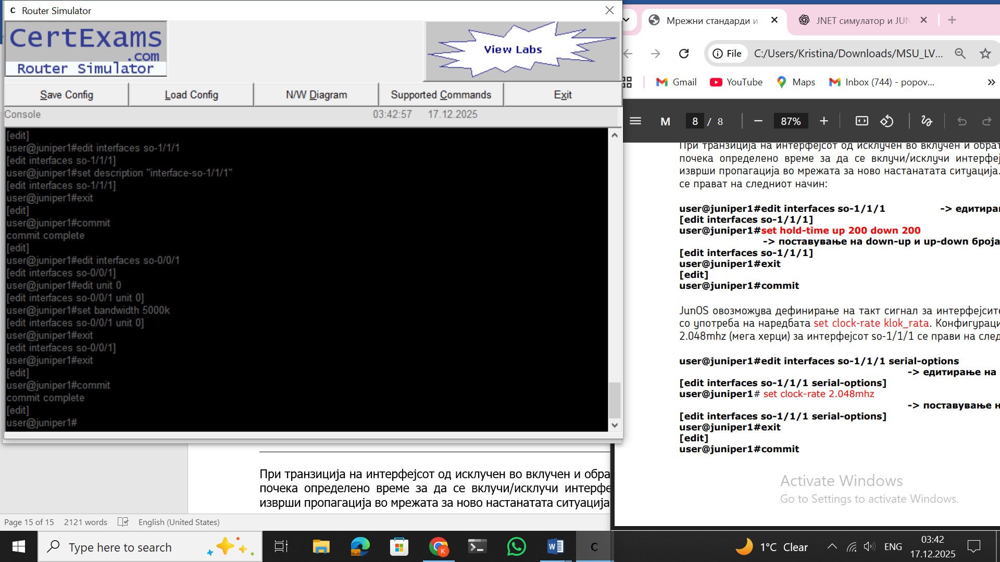 Router Simulator
CertExams
.com
Router Simulator
View Labs
Save Config
Load Config
N/W Diagram
Supported Commands
Exit
Console
03:42:57
17.12.2025
[edit]
user@juniper1#edit interfaces so-1/1/1
[edit interfaces so-1/1/1]
user@juniper1#set description "interface-so-1/1/1"
[edit interfaces so-1/1/1]
user@juniper1#exit
[edit]
user@juniper1#commit
commit complete
[edit]
user@juniper1#edit interfaces so-0/0/1
[edit interfaces so-0/0/1]
user@juniper1#edit unit 0
[edit interfaces so-0/0/1 unit 0]
user@juniper1#set bandwidth 5000k
[edit interfaces so-0/0/1 unit 0]
user@juniper1#exit
[edit interfaces so-0/0/1]
user@juniper1#exit
[edit]
user@juniper1#commit
commit complete
[edit]
user@juniper1#
При транзиција на интерфејсот од исклучен во вклучен и обра
почека определено време за да се вклучи/исклучи интерфе
изврши пропагација во мрежата за ново настанатата ситуација
Page 15 of 15
2121 words
English (United States)
Мрежни стандарди и
JNET симулатор и JUN
File
C:/Users/Kristina/Downloads/MSU_LV...
Gmail
YouTube
Maps
Inbox (744) - popov...
M
8 / 8
87%
При транзиција на интерфејсот од исклучен во вклучен и обрат
почека определено време за да се вклучи/исклучи интерфеј
изврши пропагација во мрежата за ново настанатата ситуација.
се прават на следниот начин:
user@juniper1#edit interfaces so-1/1/1 -> едитира
[edit interfaces so-1/1/1]
user@juniper1#set hold-time up 200 down 200
-> поставување на down-up и up-down броја
[edit interfaces so-1/1/1]
user@juniper1#exit
[edit]
user@juniper1#commit
JunOS овозможува дефинирање на такт сигнал за интерфејсите
со употреба на наредбата set clock-rate klok_rata. Конфигураци
2.048mhz (мега херци) за интерфејсот so-1/1/1 се прави на след
user@juniper1#edit interfaces so-1/1/1 serial-options
-> едитирање на
[edit interfaces so-1/1/1 serial-options]
user@juniper1# set clock-rate 2.048mhz
-> поставување н
[edit interfaces so-1/1/1 serial-options]
user@juniper1#exit
[edit]
user@juniper1#commit
Activate Windows
Go to Settings to activate Windows.
Type here to search
1°C Clear
ENG
03:42
17.12.2025